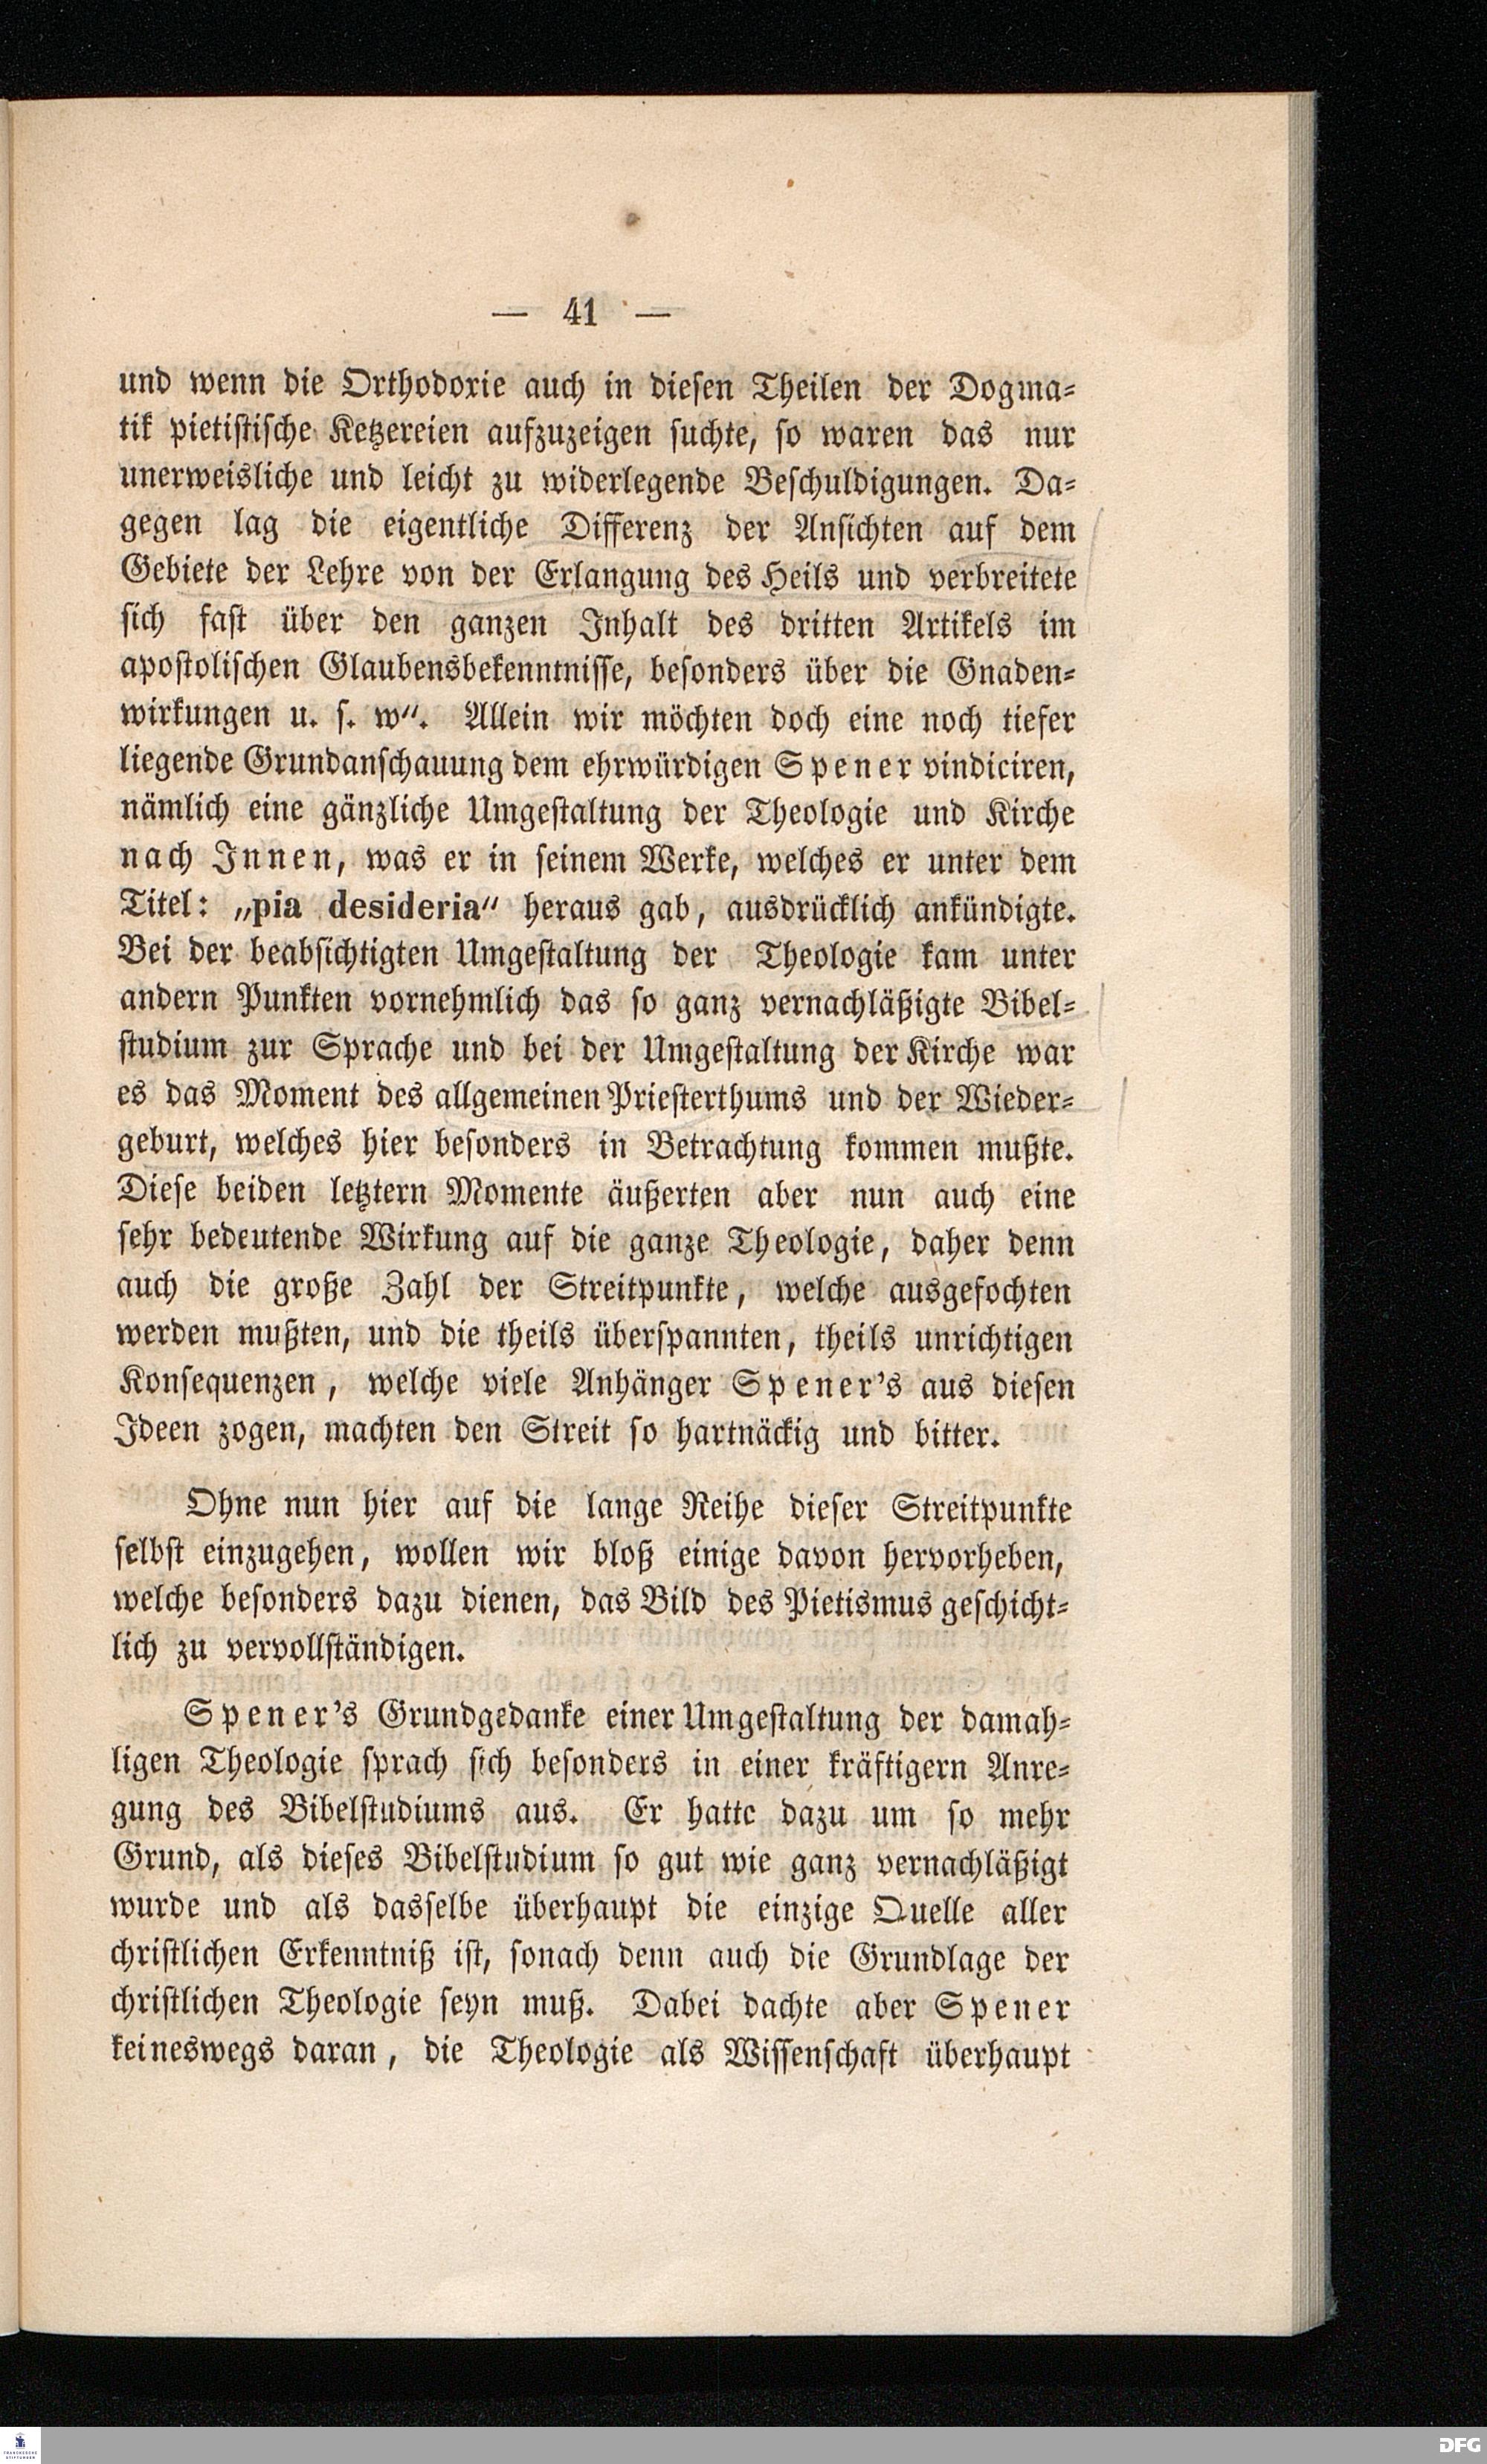 — 41 —
und wenn die Orthodoxie auch in diesen Theilen der Dogma-
tik pietistische Ketzereien aufzuzeigen suchte, so waren das nur
unerweisliche und leicht zu widerlegende Beschuldigungen. Da-
gegen lag die eigentliche Differenz der Ansichten auf dem
Gebiete der Lehre von der Erlangung des Heils und verbreitete
sich fast über den ganzen Inhalt des dritten Artikels im
apostolischen Glaubensbekenntnisse, besonders über die Gnaden-
wirkungen u. s. w“. Allein wir möchten doch eine noch tiefer
liegende Grundanschauung dem ehrwürdigen Spener vindiciren,
nämlich eine gänzliche Umgestaltung der Theologie und Kirche
nach Innen, was er in seinem Werke, welches er unter dem
Titel: „pia desideria“ heraus gab, ausdrücklich ankündigte.
Bei der beabsichtigten Umgestaltung der Theologie kam unter
andern Punkten vornehmlich das so ganz vernachläßigte Bibel-
studium zur Sprache und bei der Umgestaltung der Kirche war
es das Moment des allgemeinen Priesterthums und der Wieder-
geburt, welches hier besonders in Betrachtung kommen mußte.
Diese beiden letztern Momente äußerten aber nun auch eine
sehr bedeutende Wirkung auf die ganze Theologie, daher denn
auch die große Zahl der Streitpunkte, welche ausgefochten
werden mußten, und die theils überspannten, theils unrichtigen
Konsequenzen, welche viele Anhänger Spener's aus diesen
Ideen zogen, machten den Streit so hartnäckig und bitter.
Ohne nun hier auf die lange Reihe dieser Streitpunkte
selbst einzugehen, wollen wir bloß einige davon hervorheben,
welche besonders dazu dienen, das Bild des Pietismus geschicht-
lich zu vervollständigen.
Spener's Grundgedanke einer Umgestaltung der damah-
ligen Theologie sprach sich besonders in einer kräftigern Anre-
gung des Bibelstudiums aus. Er hatte dazu um so mehr
Grund, als dieses Bibelstudium so gut wie ganz vernachläßigt
wurde und als dasselbe überhaupt die einzige Quelle aller
christlichen Erkenntniß ist, sonach denn auch die Grundlage der
christlichen Theologie seyn muß. Dabei dachte aber Spener
keineswegs daran, die Theologie als Wissenschaft überhaupt
FRANCKESCHE
STIFTUNGEN
DFG